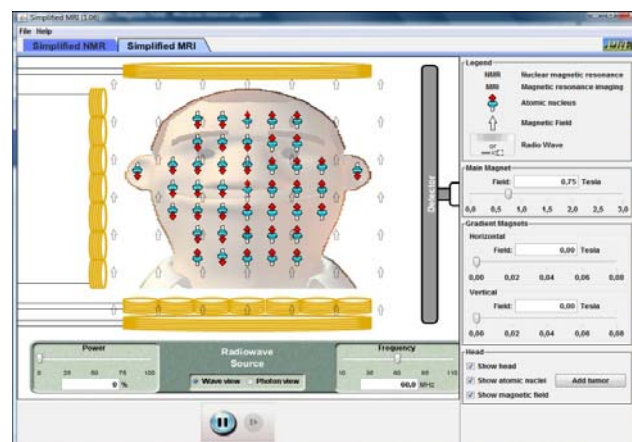 Simplified MRI (3.06)
File Help
Simplified NMR Simplified MRI
Legend
NMR Nuclear magnetic resonance
MRI Magnetic resonance imaging
Atomic nucleus
Magnetic Field
or Radio Wave
Detector
Main Magnet
Field: 0,75 Tesla
0,0 0,5 1,0 1,5 2,0 2,5 3,0
Gradient Magnets
Horizontal
Field: 0,00 Tesla
0,00 0,02 0,04 0,06 0,08
Vertical
Field: 0,00 Tesla
0,00 0,02 0,04 0,06 0,08
Head
Show head
Show atomic nuclei Add tumor
Show magnetic field
Power
0 25 50 75 100
0 %
Radiowave
Source
Wave view Photon view
Frequency
10 30 60 90 110
60,0 MHz